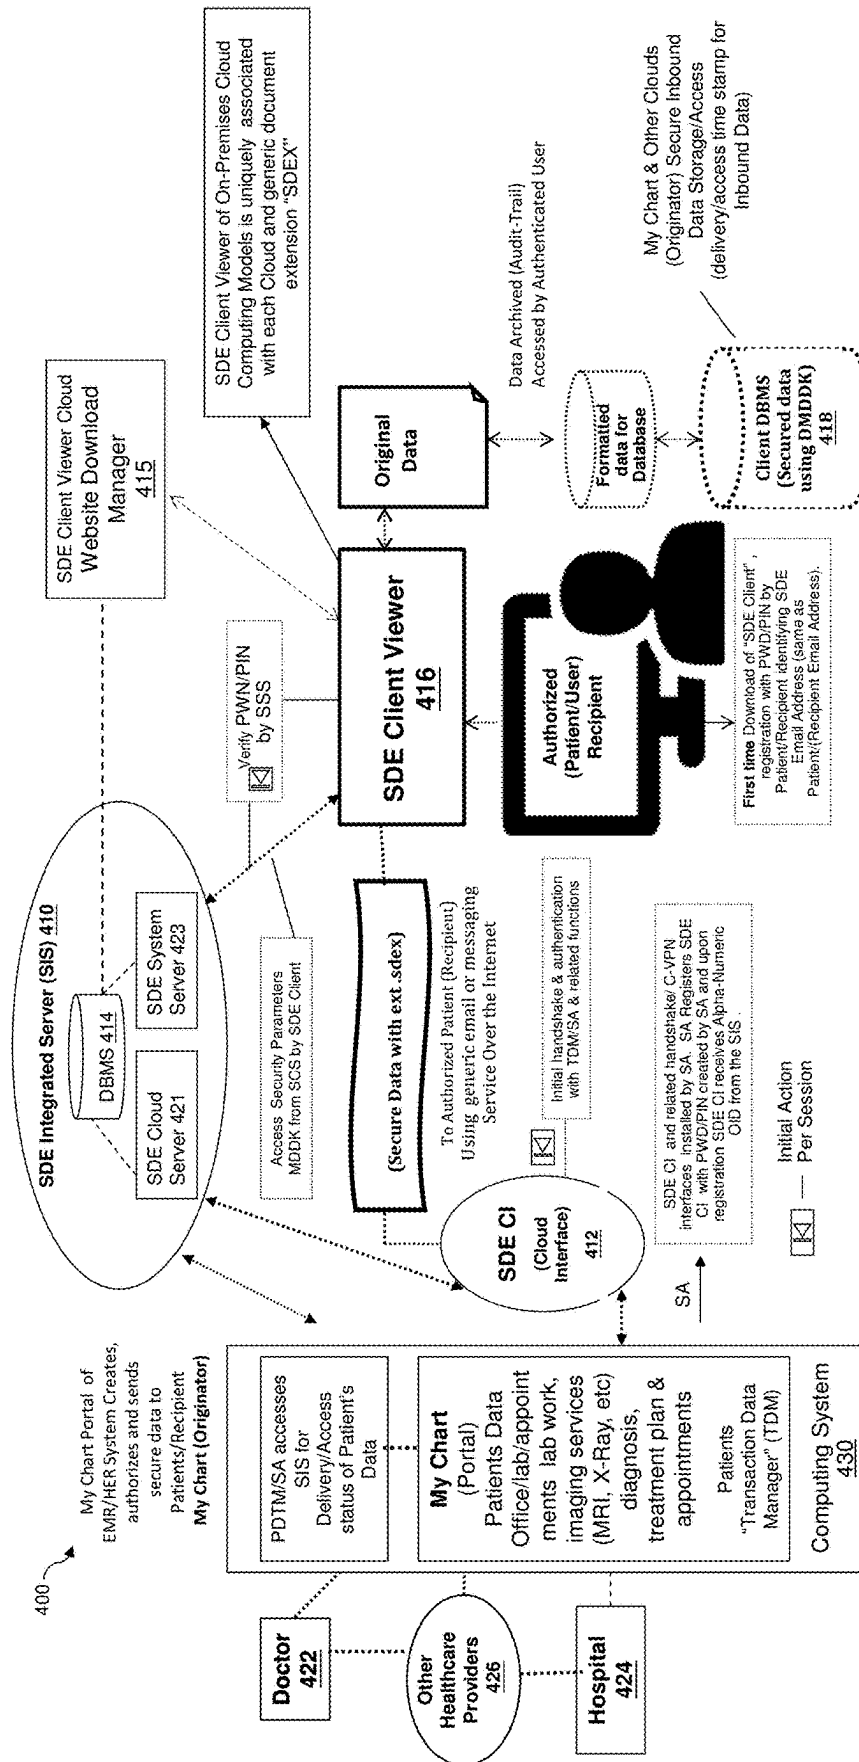 400
My Chart Portal of
EMR/HER System Creates,
authorizes and sends
secure data to
Patients/Recipient
My Chart (Originator)
Doctor
422
Other
Healthcare
Providers
426
Hospital
424
PDTM/SA accesses
SIS for
Delivery/Access
status of Patient's
Data
My Chart
(Portal)
Patients Data
Office/lab/appoint
ments lab work,
imaging services
(MRI, X-Ray, etc)
diagnosis,
treatment plan &
appointments
Patients
"Transaction Data
Manager" (TDM)
Computing System
430
SDE Integrated Server (SIS) 410
DBMS 414
SDE Cloud
Server 421
SDE System
Server 423
Access Security Parameters
MDDK from SCS by SDE Client
Verify PWN/PIN
by SSS
SDE Client Viewer Cloud
Website Download
Manager
415
SDE Client Viewer of On-Premises Cloud
Computing Models is uniquely associated
with each Cloud and generic document
extension "SDEX"
SDE CI
(Cloud
Interface)
412
(Secure Data with ext .sdex)
To Authorized Patient (Recipient)
Using generic email or messaging
Service Over the Internet
Initial handshake & authentication
with TDM/SA & related functions
SA
SDE CI and related handshake/ C-VPN
interfaces installed by SA. SA Registers SDE
CI with PWD/PIN created by SA and upon
registration SDE CI receives Alpha-Numeric
OID from the SIS .
Initial Action
Per Session
SDE Client Viewer
416
Original
Data
Authorized
(Patient/User)
Recipient
First time Download of "SDE Client" ,
registration with PWD/PIN by
Patient/Recipient identifying SDE
Email Address (same as
Patient/(Recipient Email Address).
Data Archived (Audit-Trail)
Accessed by Authenticated User
Formatted
data for
Database
Client DBMS
(Secured data
using DMDDK)
418
My Chart & Other Clouds
(Originator) Secure Inbound
Data Storage/Access
(delivery/access time stamp for
Inbound Data)